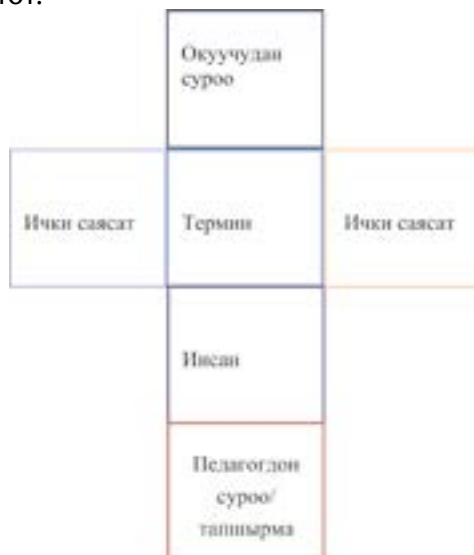 Окуучудан
суроо
Ички саясат
Термин
Ички саясат
Инсан
Педагогдон
суроо/
тапшырма